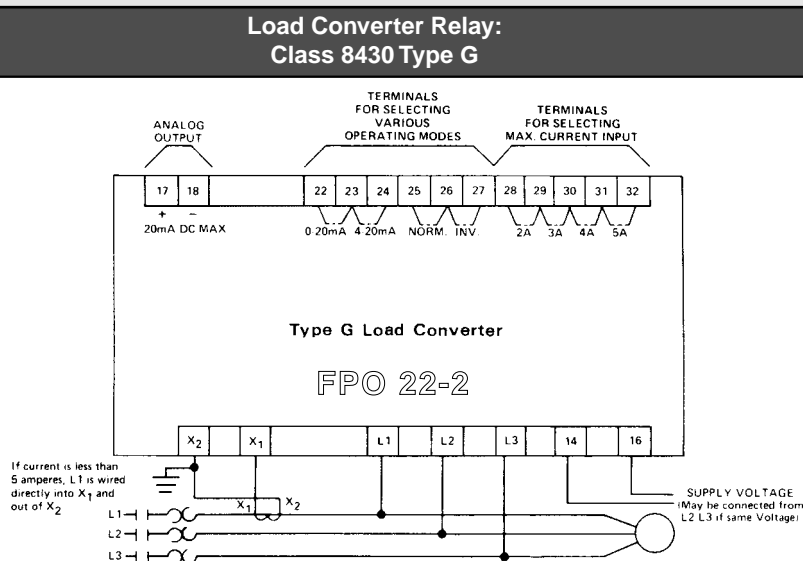 Load Converter Relay:
Class 8430 Type G
ANALOG
OUTPUT
TERMINALS
FOR SELECTING
VARIOUS
OPERATING MODES
TERMINALS
FOR SELECTING
MAX. CURRENT INPUT
17 18 22 23 24 25 26 27 28 29 30 31 32
+ −
20mA DC MAX
0-20mA 4-20mA NORM. INV. 2A 3A 4A 5A
Type G Load Converter
FPO 22-2
X2 X1 L1 L2 L3 14 16
If current is less than
5 amperes, L1 is wired
directly into X1 and
out of X2
X1 X2
SUPPLY VOLTAGE
(May be connected from
L2 L3 if same Voltage)
L1
L2
L3